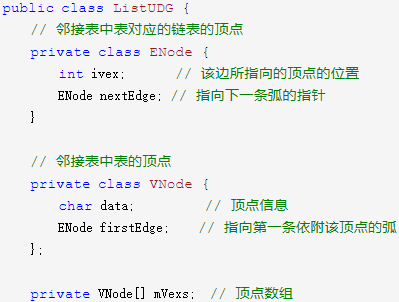 public class ListUDG {
// 邻接表中表对应的链表的顶点
private class ENode {
int ivex; // 该边所指向的顶点的位置
ENode nextEdge; // 指向下一条弧的指针
}
// 邻接表中表的顶点
private class VNode {
char data; // 顶点信息
ENode firstEdge; // 指向第一条依附该顶点的弧
};
private VNode[] mVexs; // 顶点数组